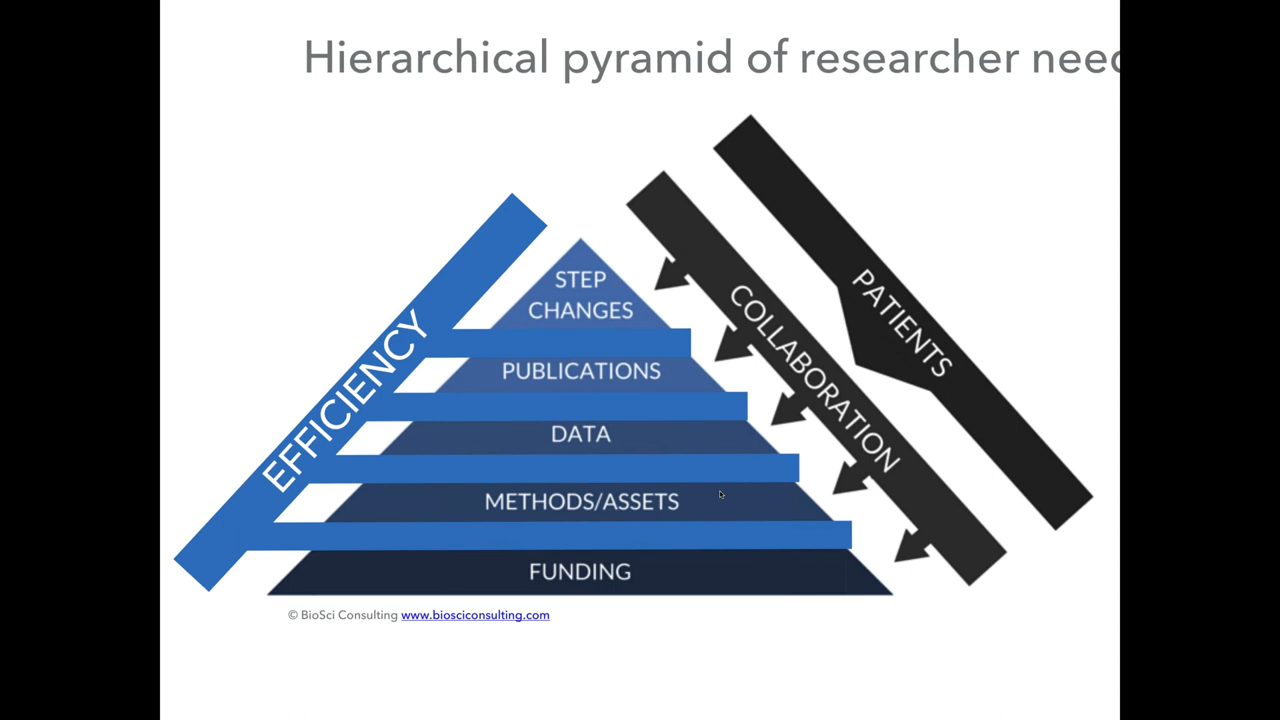 Hierarchical pyramid of researcher
STEP
CHANGES
PUBLICATIONS
DATA
METHODS/ASSETS
FUNDING
EFFICIENCY
COLLABORATION
PATIENTS
© BioSci Consulting www.biosciconsulting.com